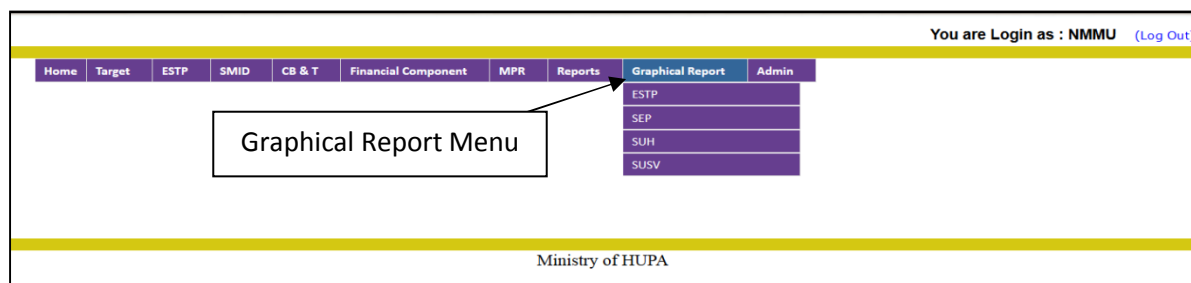 You are Login as : NMMU (Log Out)
Home Target ESTP SMID CB & T Financial Component MPR Reports Graphical Report Admin
ESTP
SEP
SUH
SUSV
Graphical Report Menu
Ministry of HUPA